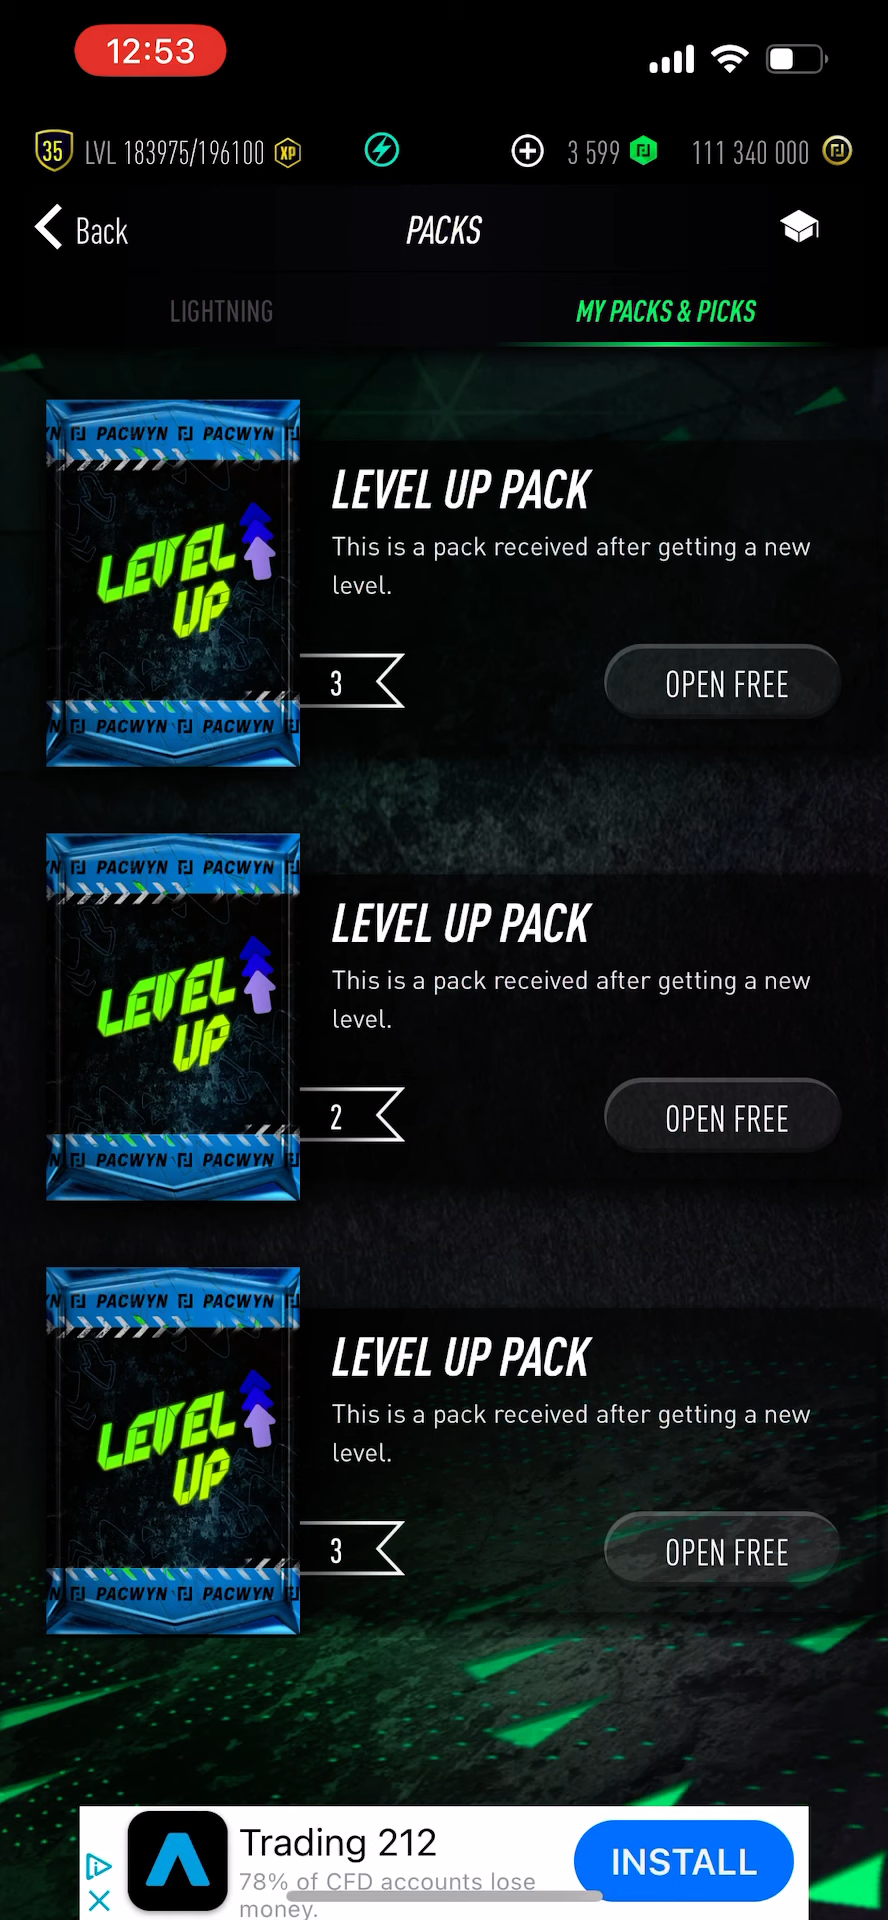 12:53
35 LVL 183975/196100 XP 3 599 111 340 000
Back PACKS
LIGHTNING MY PACKS & PICKS
PACWYN PACWYN
LEVEL UP
PACWYN PACWYN
LEVEL UP PACK
This is a pack received after getting a new
level.
3 OPEN FREE
PACWYN PACWYN
LEVEL UP
PACWYN PACWYN
LEVEL UP PACK
This is a pack received after getting a new
level.
2 OPEN FREE
PACWYN PACWYN
LEVEL UP
PACWYN PACWYN
LEVEL UP PACK
This is a pack received after getting a new
level.
3 OPEN FREE
Trading 212
78% of CFD accounts lose
money.
INSTALL